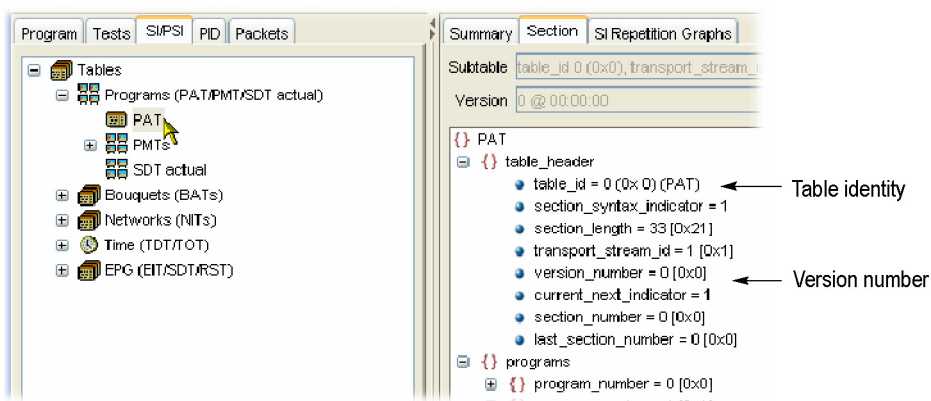 Program Tests SI/PSI PID Packets
Tables
Programs (PAT/PMT/SDT actual)
PAT
PMTs
SDT actual
Bouquets (BATs)
Networks (NITs)
Time (TDT/TOT)
EPG (EIT/SDT/RST)
Summary Section SI Repetition Graphs
Subtable table_id 0 (0x0), transport_stream_i
Version 0 @ 00:00:00
{} PAT
{} table_header
table_id = 0 (0x 0) (PAT)
section_syntax_indicator = 1
section_length = 33 [0x21]
transport_stream_id = 1 [0x1]
version_number = 0 [0x0]
current_next_indicator = 1
section_number = 0 [0x0]
last_section_number = 0 [0x0]
{} programs
{} program_number = 0 [0x0]
Table identity
Version number